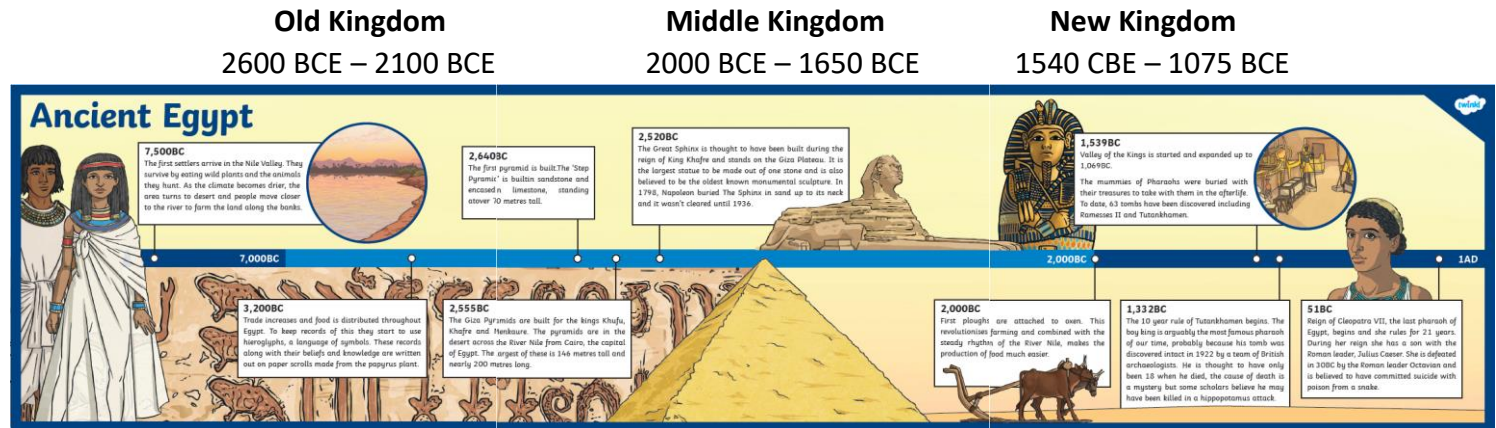 Old Kingdom
2600 BCE – 2100 BCE
Middle Kingdom
2000 BCE – 1650 BCE
New Kingdom
1540 CBE – 1075 BCE
Ancient Egypt
twinkl
7,500BC
The first settlers arrive in the Nile Valley. They
survive by eating wild plants and the animals
they hunt. As the climate becomes drier, the
area turns to desert and people move closer
to the river to farm the land along the banks.
2,640BC
The first pyramid is built.The 'Step
Pyramid' is builtin sandstone and
encased in limestone, standing
atover 70 metres tall.
2,520BC
The Great Sphinx is thought to have been built during the
reign of King Khafre and stands on the Giza Plateau. It is
the largest statue to be made out of one stone and is also
believed to be the oldest known monumental sculpture. In
1798, Napoleon buried The Sphinx in sand up to its neck
and it wasn't cleared until 1936.
1,539BC
Valley of the Kings is started and expanded up to
1,069BC.
The mummies of Pharaohs were buried with
their treasures to take with them in the afterlife.
To date, 63 tombs have been discovered including
Ramesses II and Tutankhamen.
7,000BC
2,000BC
1AD
3,200BC
Trade increases and food is distributed throughout
Egypt. To keep records of this they start to use
hieroglyphs, a language of symbols. These records
along with their beliefs and knowledge are written
out on paper scrolls made from the papyrus plant.
2,555BC
The Giza Pyramids are built for the kings Khufu,
Khafre and Menkaure. The pyramids are in the
desert across the River Nile from Cairo, the capital
of Egypt. The largest of these is 146 metres tall and
nearly 200 metres long.
2,000BC
First ploughs are attached to oxen. This
revolutionises farming and combined with the
steady rhythm of the River Nile, makes the
production of food much easier.
1,332BC
The 10 year rule of Tutankhamen begins. The
boy king is arguably the most famous pharaoh
of our time, probably because his tomb was
discovered intact in 1922 by a team of British
archaeologists. He is thought to have only
been 18 when he died, the cause of death is
a mystery but some scholars believe he may
have been killed in a hippopotamus attack.
51BC
Reign of Cleopatra VII, the last pharaoh of
Egypt, begins and she rules for 21 years.
During her reign she has a son with the
Roman leader, Julius Caeser. She is defeated
in 30BC by the Roman leader Octavian and
is believed to have committed suicide with
poison from a snake.